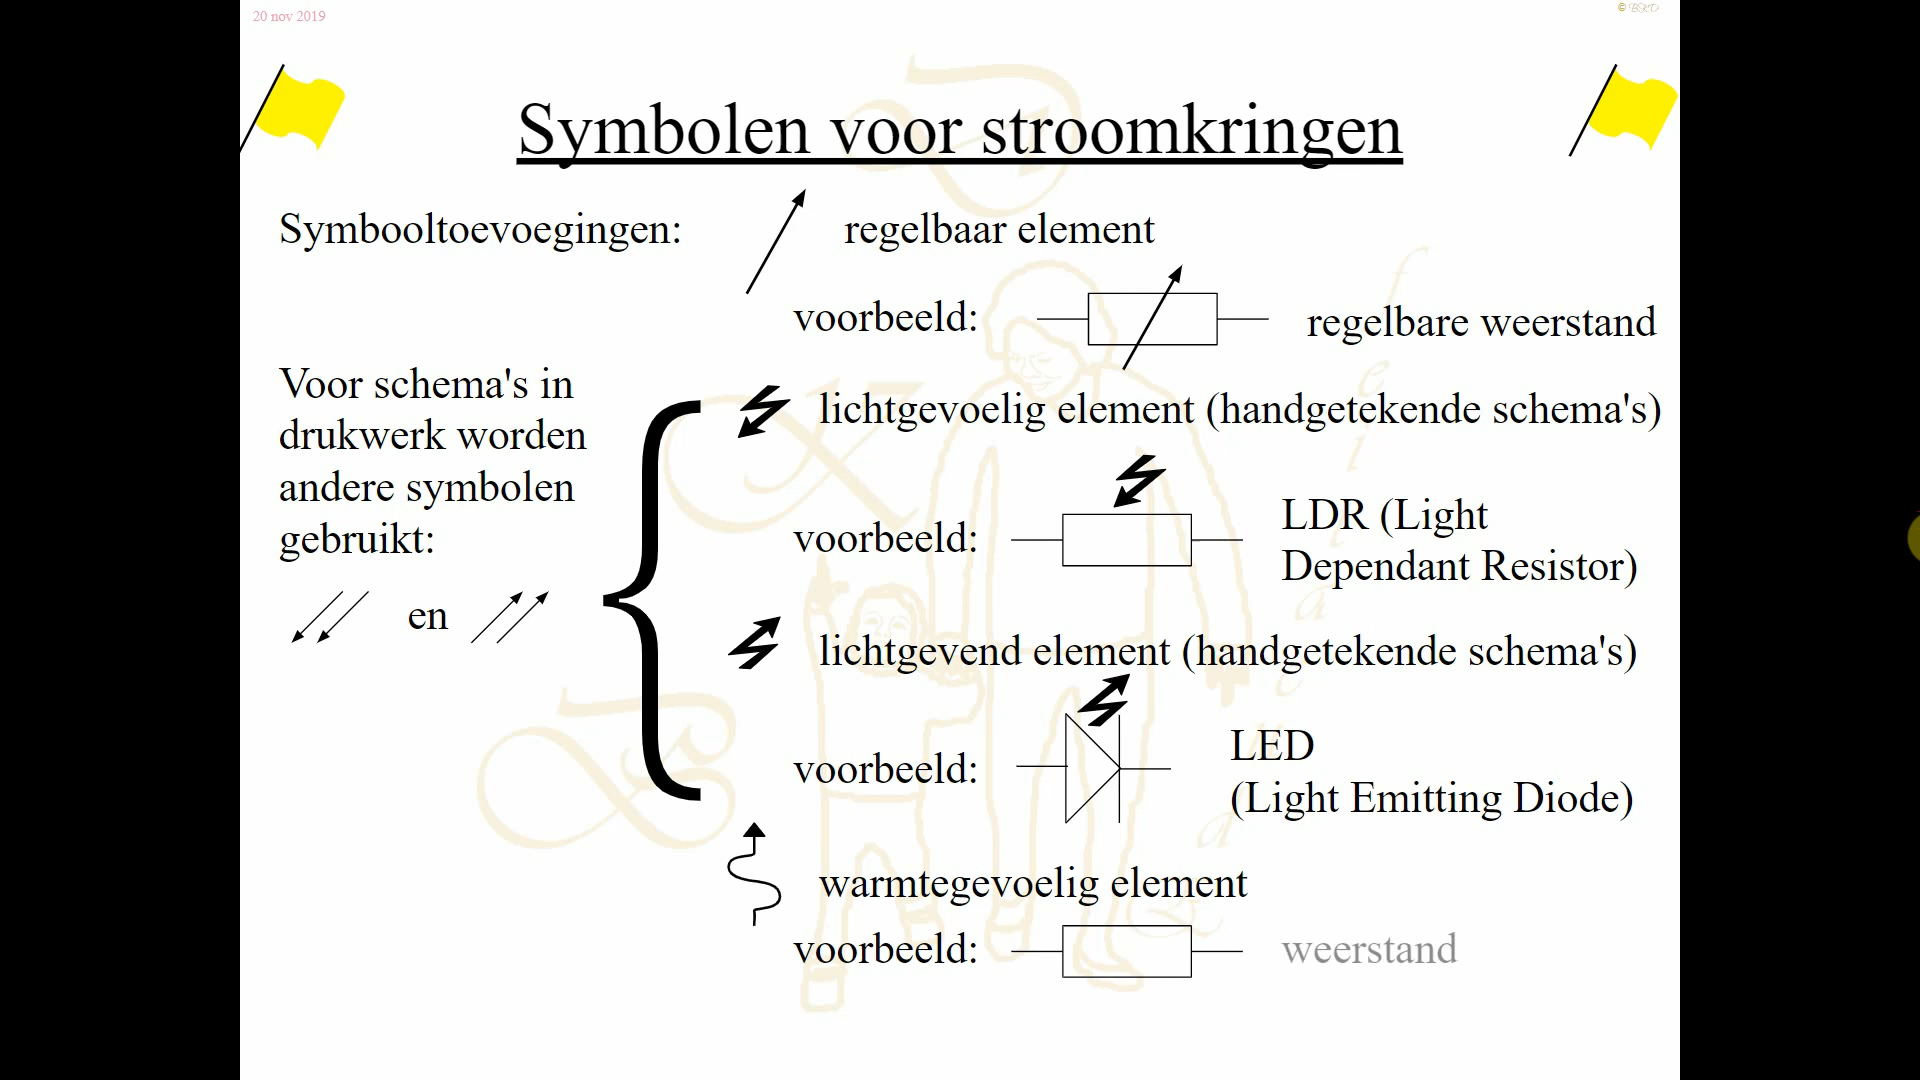 20 nov 2019
© BKD
Symbolen voor stroomkringen
Symbooltoevoegingen:
regelbaar element
voorbeeld:
regelbare weerstand
Voor schema's in
drukwerk worden
andere symbolen
gebruikt:
en
lichtgevoelig element (handgetekende schema's)
voorbeeld:
LDR (Light
Dependant Resistor)
lichtgevend element (handgetekende schema's)
voorbeeld:
LED
(Light Emitting Diode)
warmtegevoelig element
voorbeeld:
weerstand